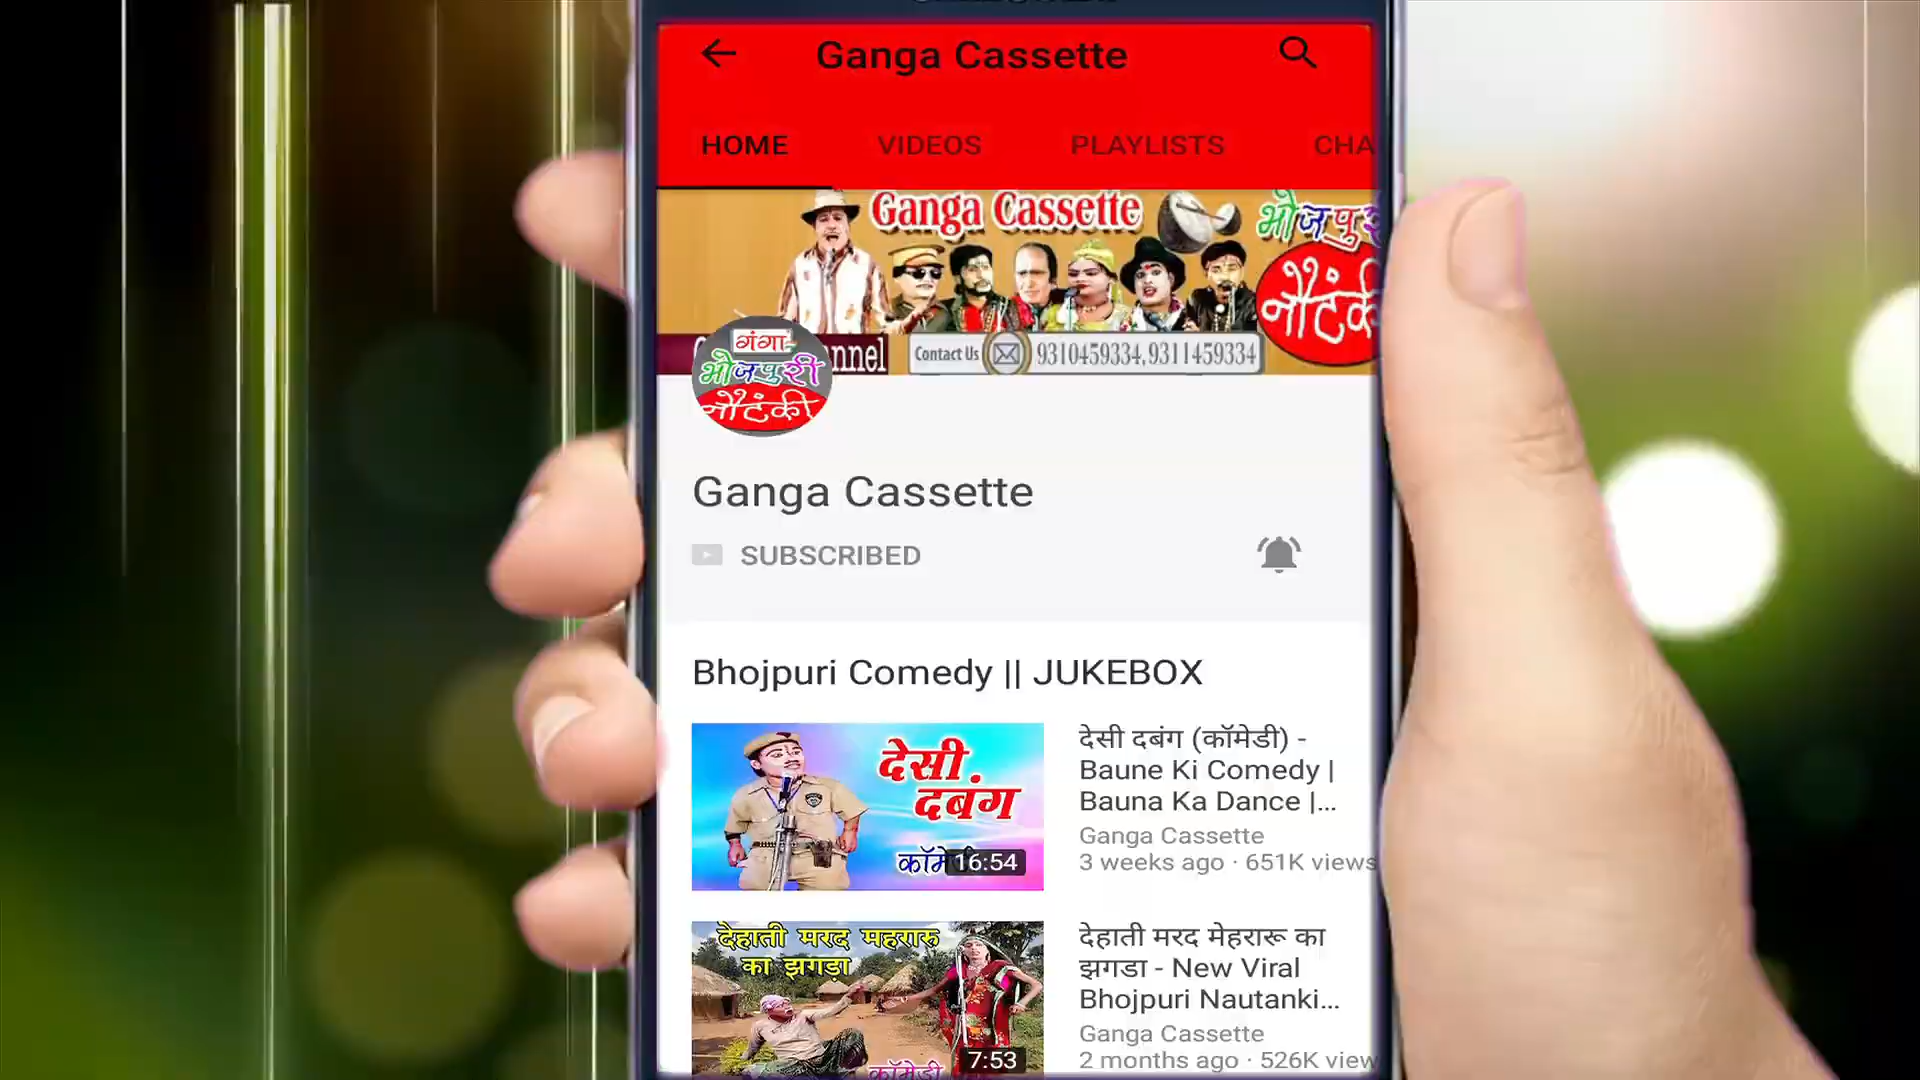 Ganga Cassette
HOME VIDEOS PLAYLISTS CHA
Ganga Cassette
भोजपुरी
नौटंकी
nnel
Contact Us 9310459334,9311459334
गंगा
भोजपुरी
नौटंकी
Ganga Cassette
SUBSCRIBED
Bhojpuri Comedy || JUKEBOX
देसी
दबंग
16:54
देसी दबंग (कॉमेडी) -
Baune Ki Comedy |
Bauna Ka Dance |...
Ganga Cassette
3 weeks ago · 651K views
देहाती मरद महरारु
का झगड़ा
कॉमेडी
7:53
देहाती मरद मेहरारू का
झगडा - New Viral
Bhojpuri Nautanki...
Ganga Cassette
2 months ago · 526K view